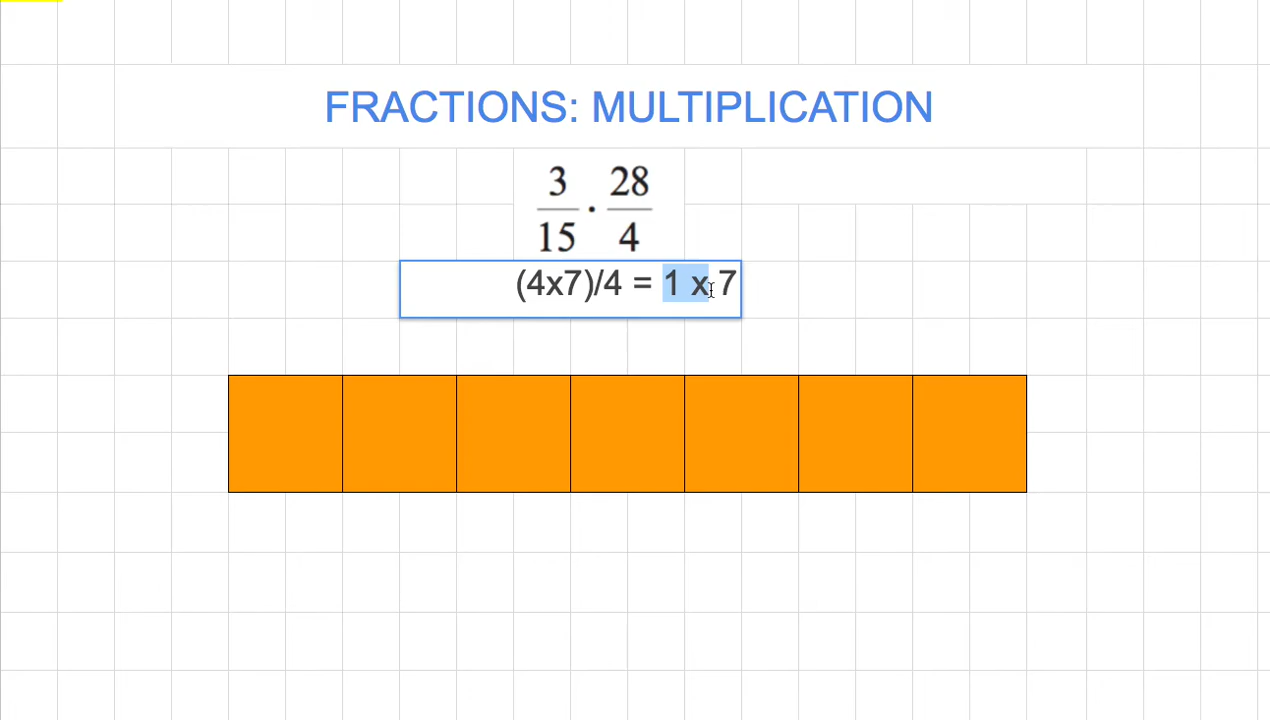 FRACTIONS: MULTIPLICATION
3/15 · 28/4
(4x7)/4 = 1 x 7